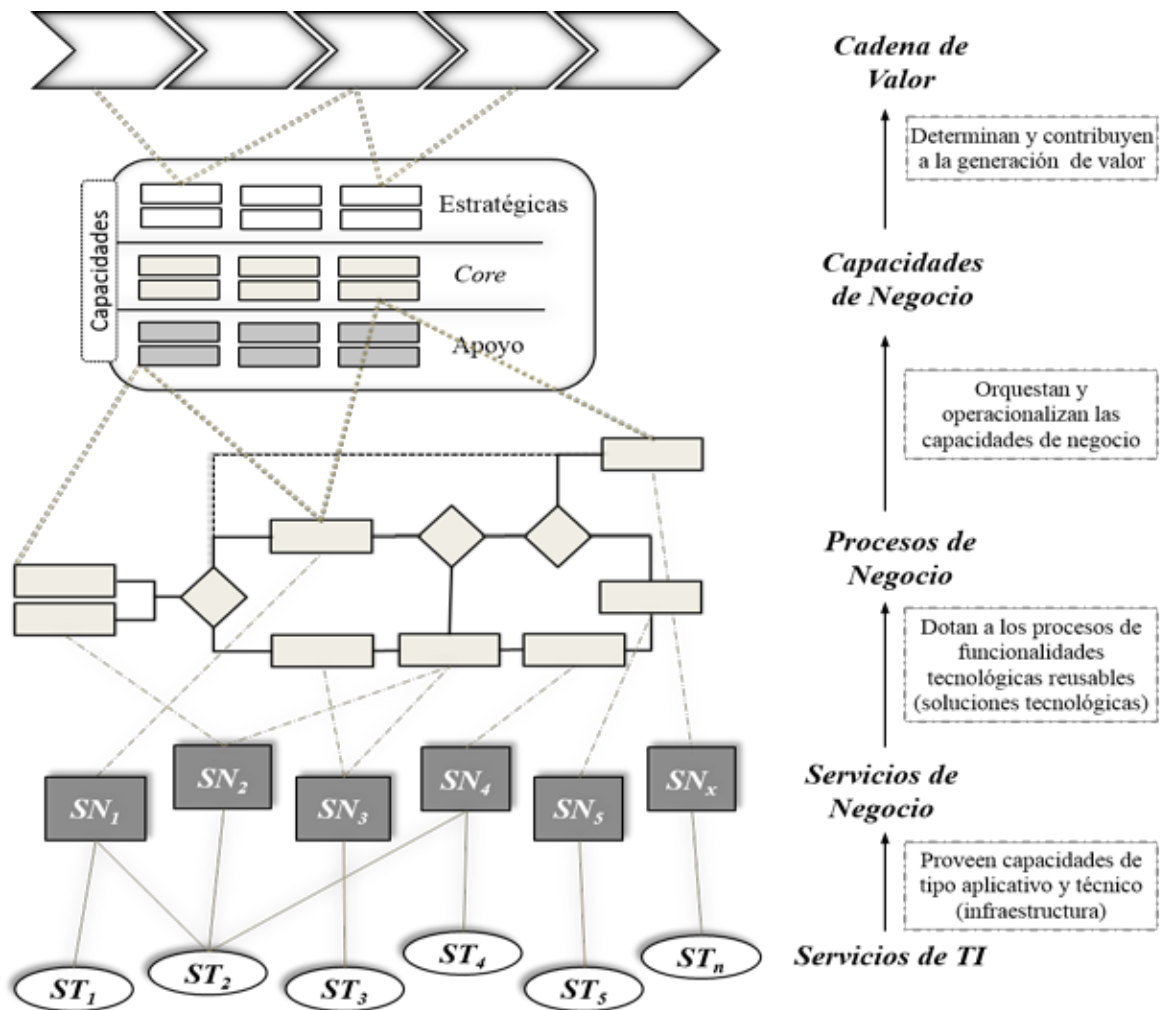 Cadena de
Valor
Determinan y contribuyen
a la generación de valor
Capacidades
Estratégicas
Core
Apoyo
Capacidades
de Negocio
Orquestan y
operacionalizan las
capacidades de negocio
Procesos de
Negocio
Dotan a los procesos de
funcionalidades
tecnológicas reusables
(soluciones tecnológicas)
SN1
SN2
SN3
SN4
SN5
SNx
Servicios de
Negocio
Proveen capacidades de
tipo aplicativo y técnico
(infraestructura)
ST1
ST2
ST3
ST4
ST5
STn
Servicios de TI